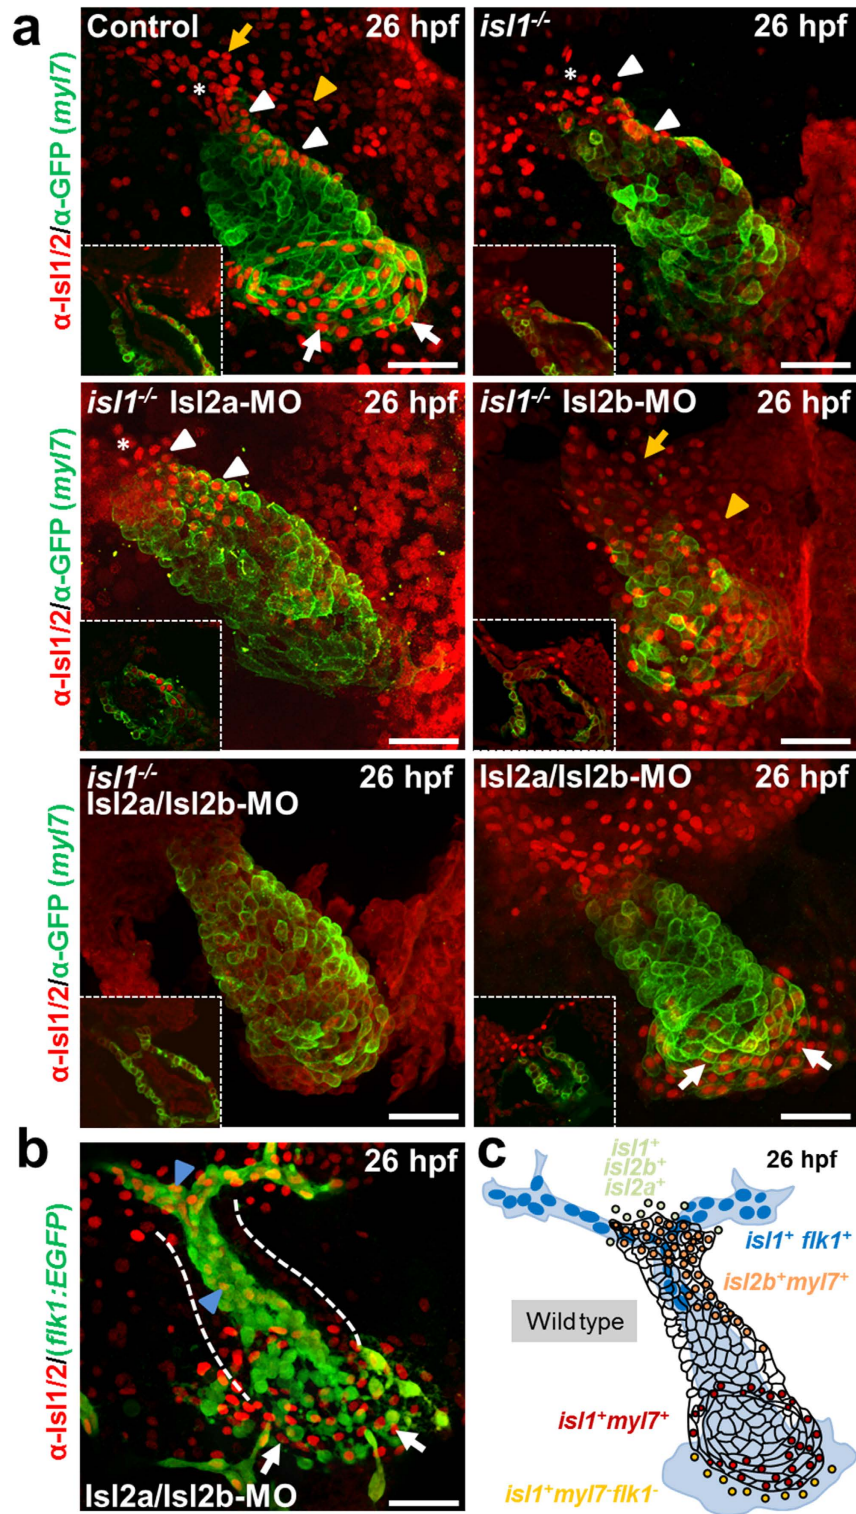 a
Control 26 hpf
α-Isl1/2/α-GFP (myl7)
*
isl1-/- 26 hpf
*
isl1-/- Isl2a-MO 26 hpf
α-Isl1/2/α-GFP (myl7)
*
isl1-/- Isl2b-MO 26 hpf
isl1-/- 26 hpf
Isl2a/Isl2b-MO
α-Isl1/2/α-GFP (myl7)
Isl2a/Isl2b-MO 26 hpf
b
26 hpf
α-Isl1/2/(flk1:EGFP)
Isl2a/Isl2b-MO
c
26 hpf
isl1+
isl2b+
isl2a+
isl1+ flk1+
isl2b+myl7+
Wild type
isl1+myl7+
isl1+myl7-flk1-